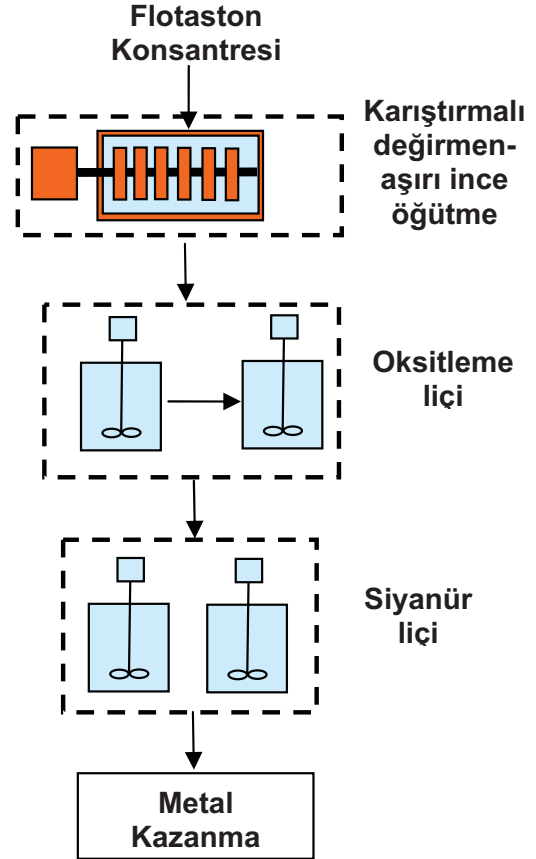 Flotaston
Konsantresi
Karıştırmalı
değirmen-
aşırı ince
öğütme
Oksitleme
liçi
Siyanür
liçi
Metal
Kazanma